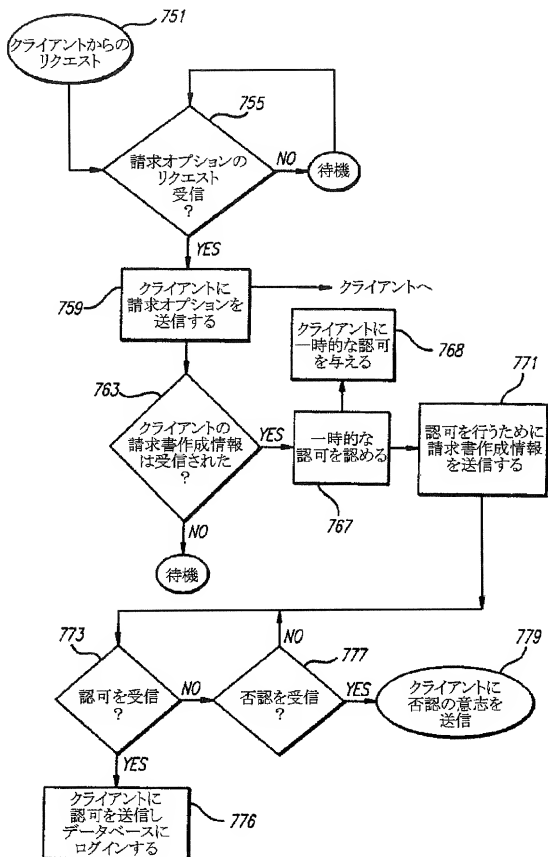 751
クライアントからの
リクエスト
755
請求オプションの
リクエスト
受信
?
NO
待機
YES
759
クライアントに
請求オプションを
送信する
クライアントへ
クライアントに
一時的な認可
を与える
768
763
クライアントの
請求書作成情報
は受信された
?
YES
一時的な
認可を認める
767
771
認可を行うために
請求書作成情報
を送信する
NO
待機
773
認可を受信
?
NO
NO
777
否認を受信
?
YES
779
クライアントに
否認の意志を
送信
YES
クライアントに
認可を送信し
データベースに
ログインする
776